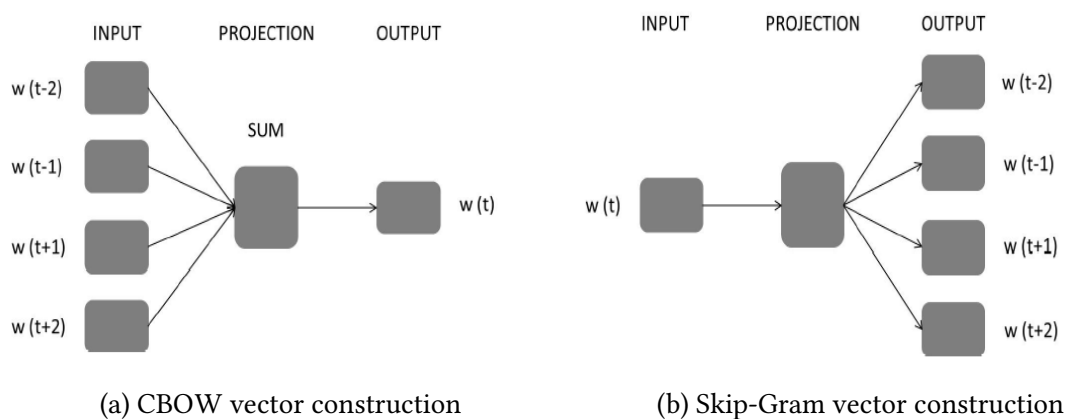 INPUT PROJECTION OUTPUT
w (t-2)
SUM
w (t-1)
w (t)
w (t+1)
w (t+2)
(a) CBOW vector construction
INPUT PROJECTION OUTPUT
w (t-2)
w (t-1)
w (t)
w (t+1)
w (t+2)
(b) Skip-Gram vector construction